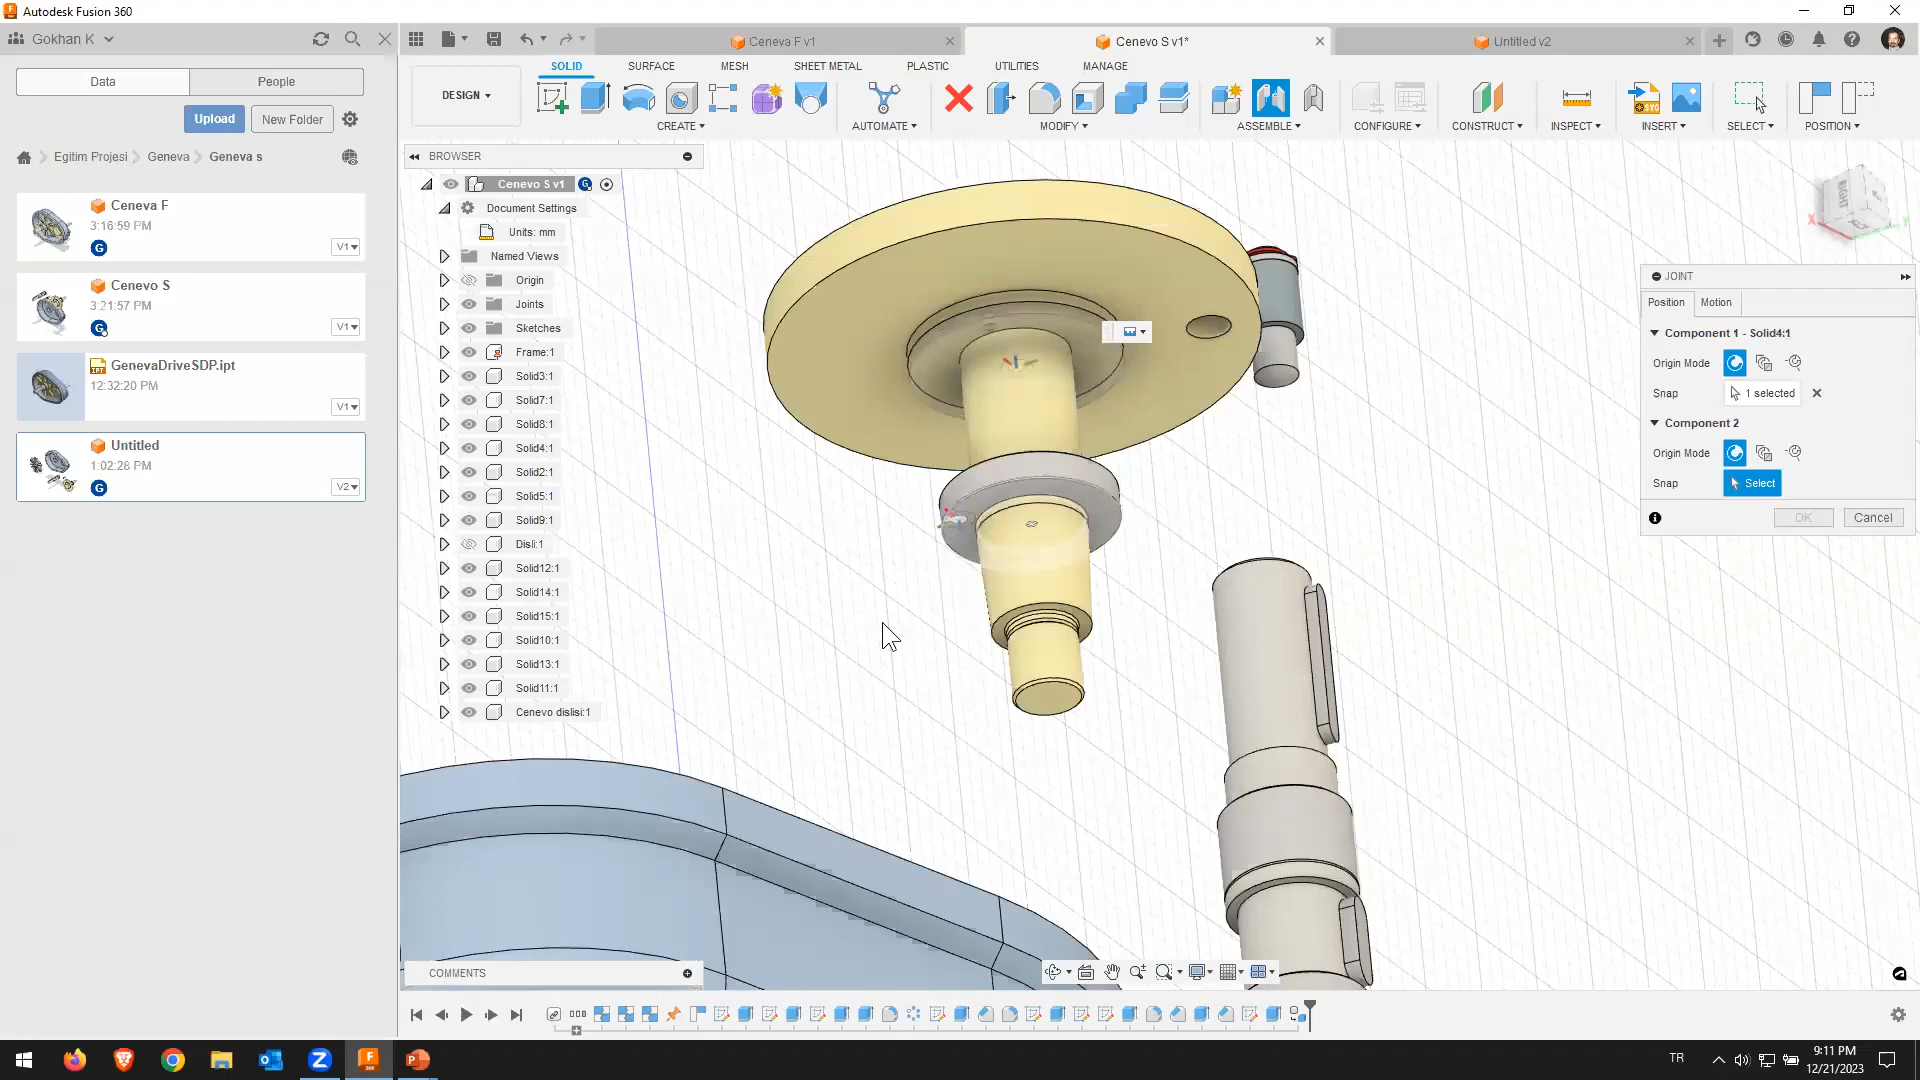 Autodesk Fusion 360
Gokhan K
Ceneva F v1
Cenevo S v1*
Untitled v2
Data
People
Upload
New Folder
Egitim Projesi
Geneva
Geneva s
Ceneva F
3:16:59 PM
G
V1
Cenevo S
3:21:57 PM
G
V1
GenevaDriveSDP.ipt
12:32:20 PM
V1
Untitled
1:02:28 PM
G
V2
SOLID
SURFACE
MESH
SHEET METAL
PLASTIC
UTILITIES
MANAGE
DESIGN
CREATE
AUTOMATE
MODIFY
ASSEMBLE
CONFIGURE
CONSTRUCT
INSPECT
INSERT
SELECT
POSITION
BROWSER
Cenevo S v1
G
Document Settings
Units: mm
Named Views
Origin
Joints
Sketches
Frame:1
Solid3:1
Solid7:1
Solid8:1
Solid4:1
Solid2:1
Solid5:1
Solid9:1
Disli:1
Solid12:1
Solid14:1
Solid15:1
Solid10:1
Solid13:1
Solid11:1
Cenevo dislisi:1
X
Y
JOINT
Position
Motion
Component 1 - Solid4:1
Origin Mode
Snap
1 selected
Component 2
Origin Mode
Snap
Select
OK
Cancel
COMMENTS
TR
9:11 PM
12/21/2023